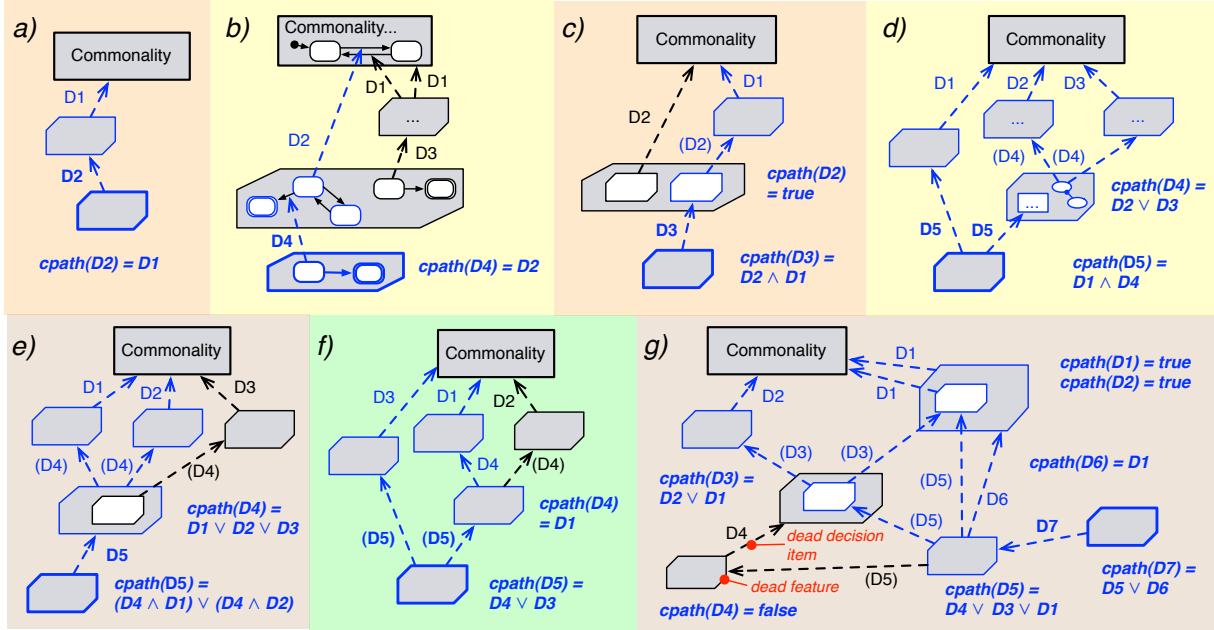 a)
Commonality
D1
D2
cpath(D2) = D1
b)
Commonality...
D1
D1
D2
...
D3
D4
cpath(D4) = D2
c)
Commonality
D1
D2
(D2)
cpath(D2)
= true
D3
cpath(D3) =
D2 ∧ D1
d)
Commonality
D1
D2
D3
...
...
(D4)
(D4)
cpath(D4) =
D2 ∨ D3
...
D5
D5
cpath(D5) =
D1 ∧ D4
e)
Commonality
D1
D2
D3
(D4)
(D4)
(D4)
cpath(D4) =
D1 ∨ D2 ∨ D3
D5
cpath(D5) =
(D4 ∧ D1) ∨ (D4 ∧ D2)
f)
Commonality
D3
D1
D2
D4
(D4)
cpath(D4)
= D1
(D5)
(D5)
cpath(D5) =
D4 ∨ D3
g)
Commonality
D1
D1
cpath(D1) = true
cpath(D2) = true
D2
(D3)
(D3)
cpath(D3) =
D2 ∨ D1
cpath(D6) = D1
(D5)
D6
D4
dead decision
item
(D5)
D7
dead feature
(D5)
cpath(D4) = false
cpath(D5) =
D4 ∨ D3 ∨ D1
cpath(D7) =
D5 ∨ D6